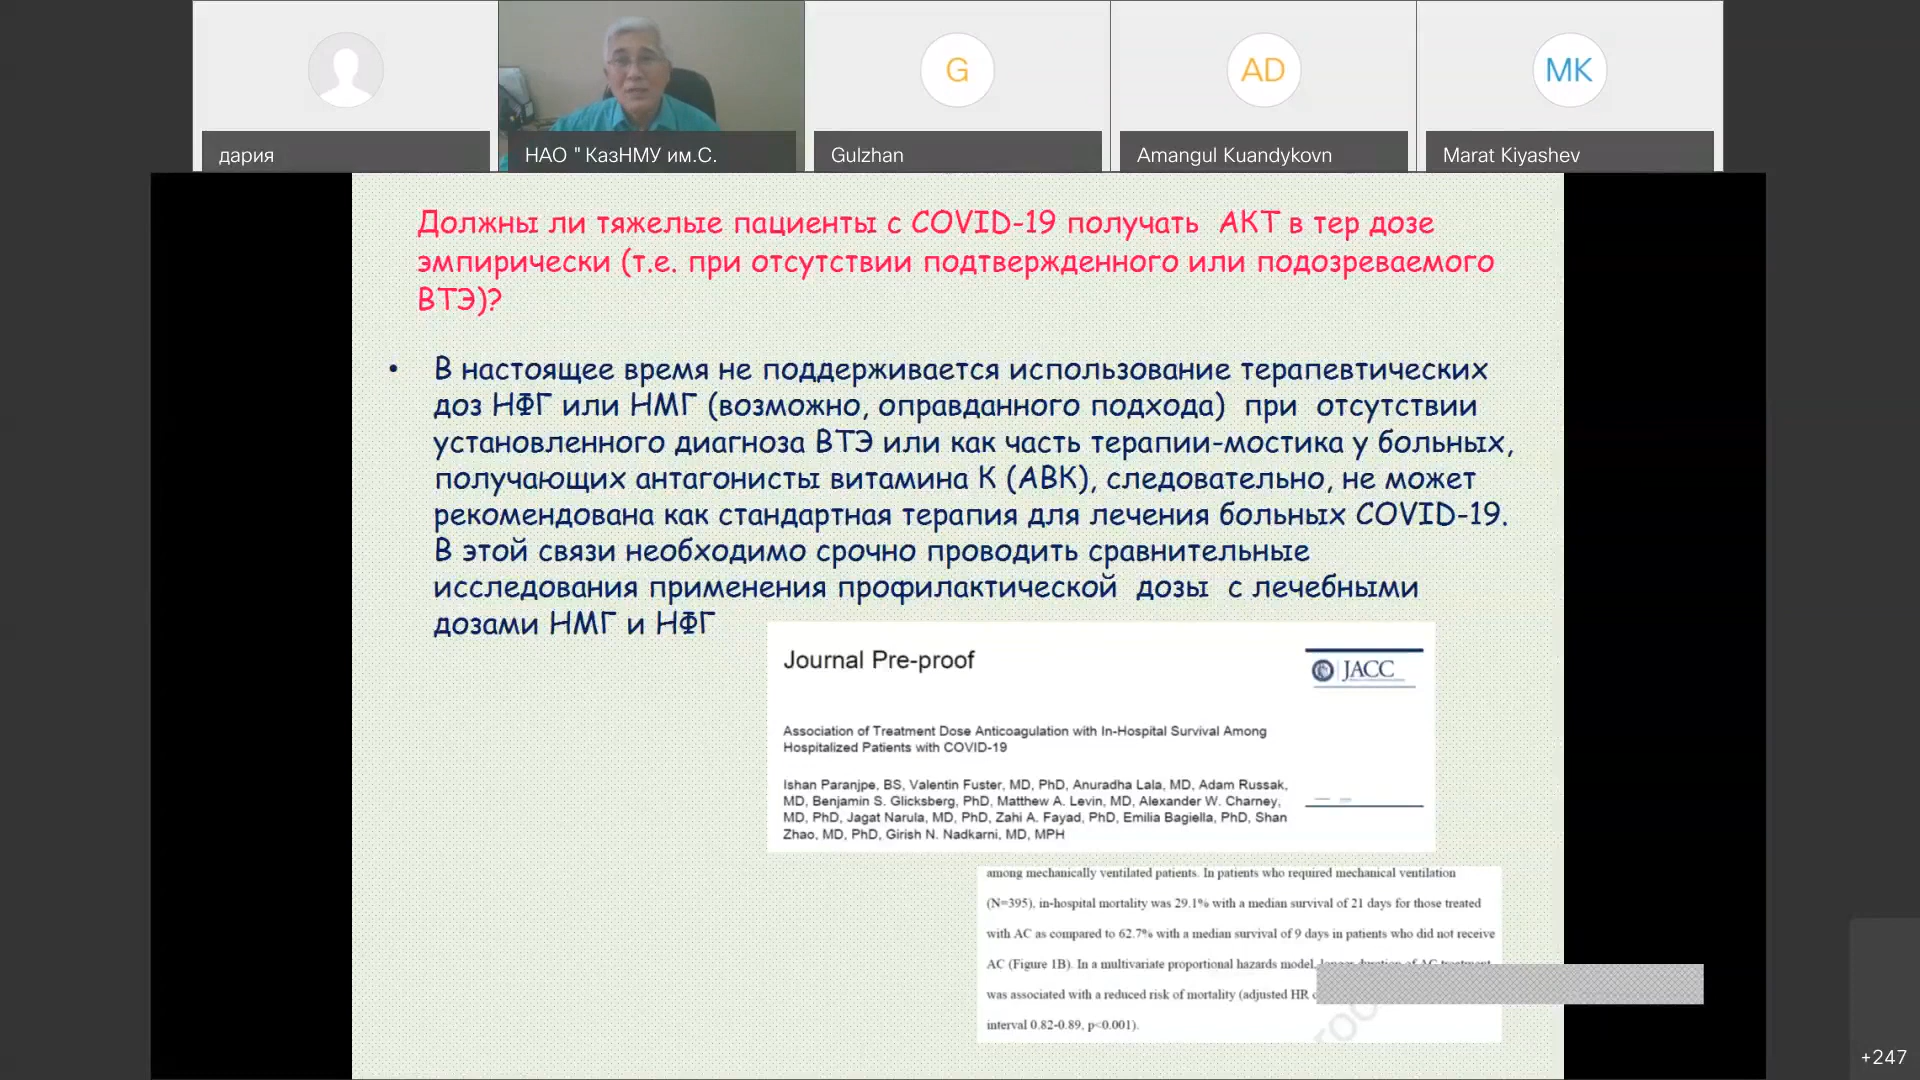 G
AD
MK
дария
НАО " КазНМУ им.С.
Gulzhan
Amangul Kuandykovn
Marat Kiyashev
Должны ли тяжелые пациенты с COVID-19 получать АКТ в тер дозе
эмпирически (т.е. при отсутствии подтвержденного или подозреваемого
ВТЭ)?
• В настоящее время не поддерживается использование терапевтических
доз НФГ или НМГ (возможно, оправданного подхода) при отсутствии
установленного диагноза ВТЭ или как часть терапии-мостика у больных,
получающих антагонисты витамина К (АВК), следовательно, не может
рекомендована как стандартная терапия для лечения больных COVID-19.
В этой связи необходимо срочно проводить сравнительные
исследования применения профилактической дозы с лечебными
дозами НМГ и НФГ
Journal Pre-proof
JACC
Association of Treatment Dose Anticoagulation with In-Hospital Survival Among
Hospitalized Patients with COVID-19
Ishan Paranjpe, BS, Valentin Fuster, MD, PhD, Anuradha Lala, MD, Adam Russak,
MD, Benjamin S. Glicksberg, PhD, Matthew A. Levin, MD, Alexander W. Charney,
MD, PhD, Jagat Narula, MD, PhD, Zahi A. Fayad, PhD, Emilia Bagiella, PhD, Shan
Zhao, MD, PhD, Girish N. Nadkarni, MD, MPH
among mechanically ventilated patients. In patients who required mechanical ventilation
(N=395), in-hospital mortality was 29.1% with a median survival of 21 days for those treated
with AC as compared to 62.7% with a median survival of 9 days in patients who did not receive
AC (Figure 1B). In a multivariate proportional hazards model, longer duration of AC treatment
was associated with a reduced risk of mortality (adjusted HR
interval 0.82-0.89, p<0.001).
+247